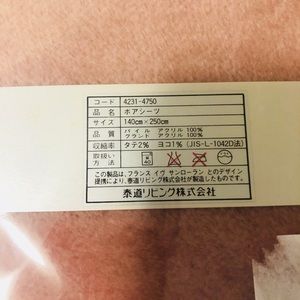 コード 4231-4750
品名 ボアシーツ
サイズ 140cm×250cm
品質 パイル アクリル 100%
グランド アクリル 100%
収縮率 タテ2% ヨコ1% (JIS-L-1042D法)
取扱い方法 40
この製品は、フランス イヴ サンローラン とのデザイン
提携により、泰道リビング株式会社が製造したものです。
泰道リビング株式会社